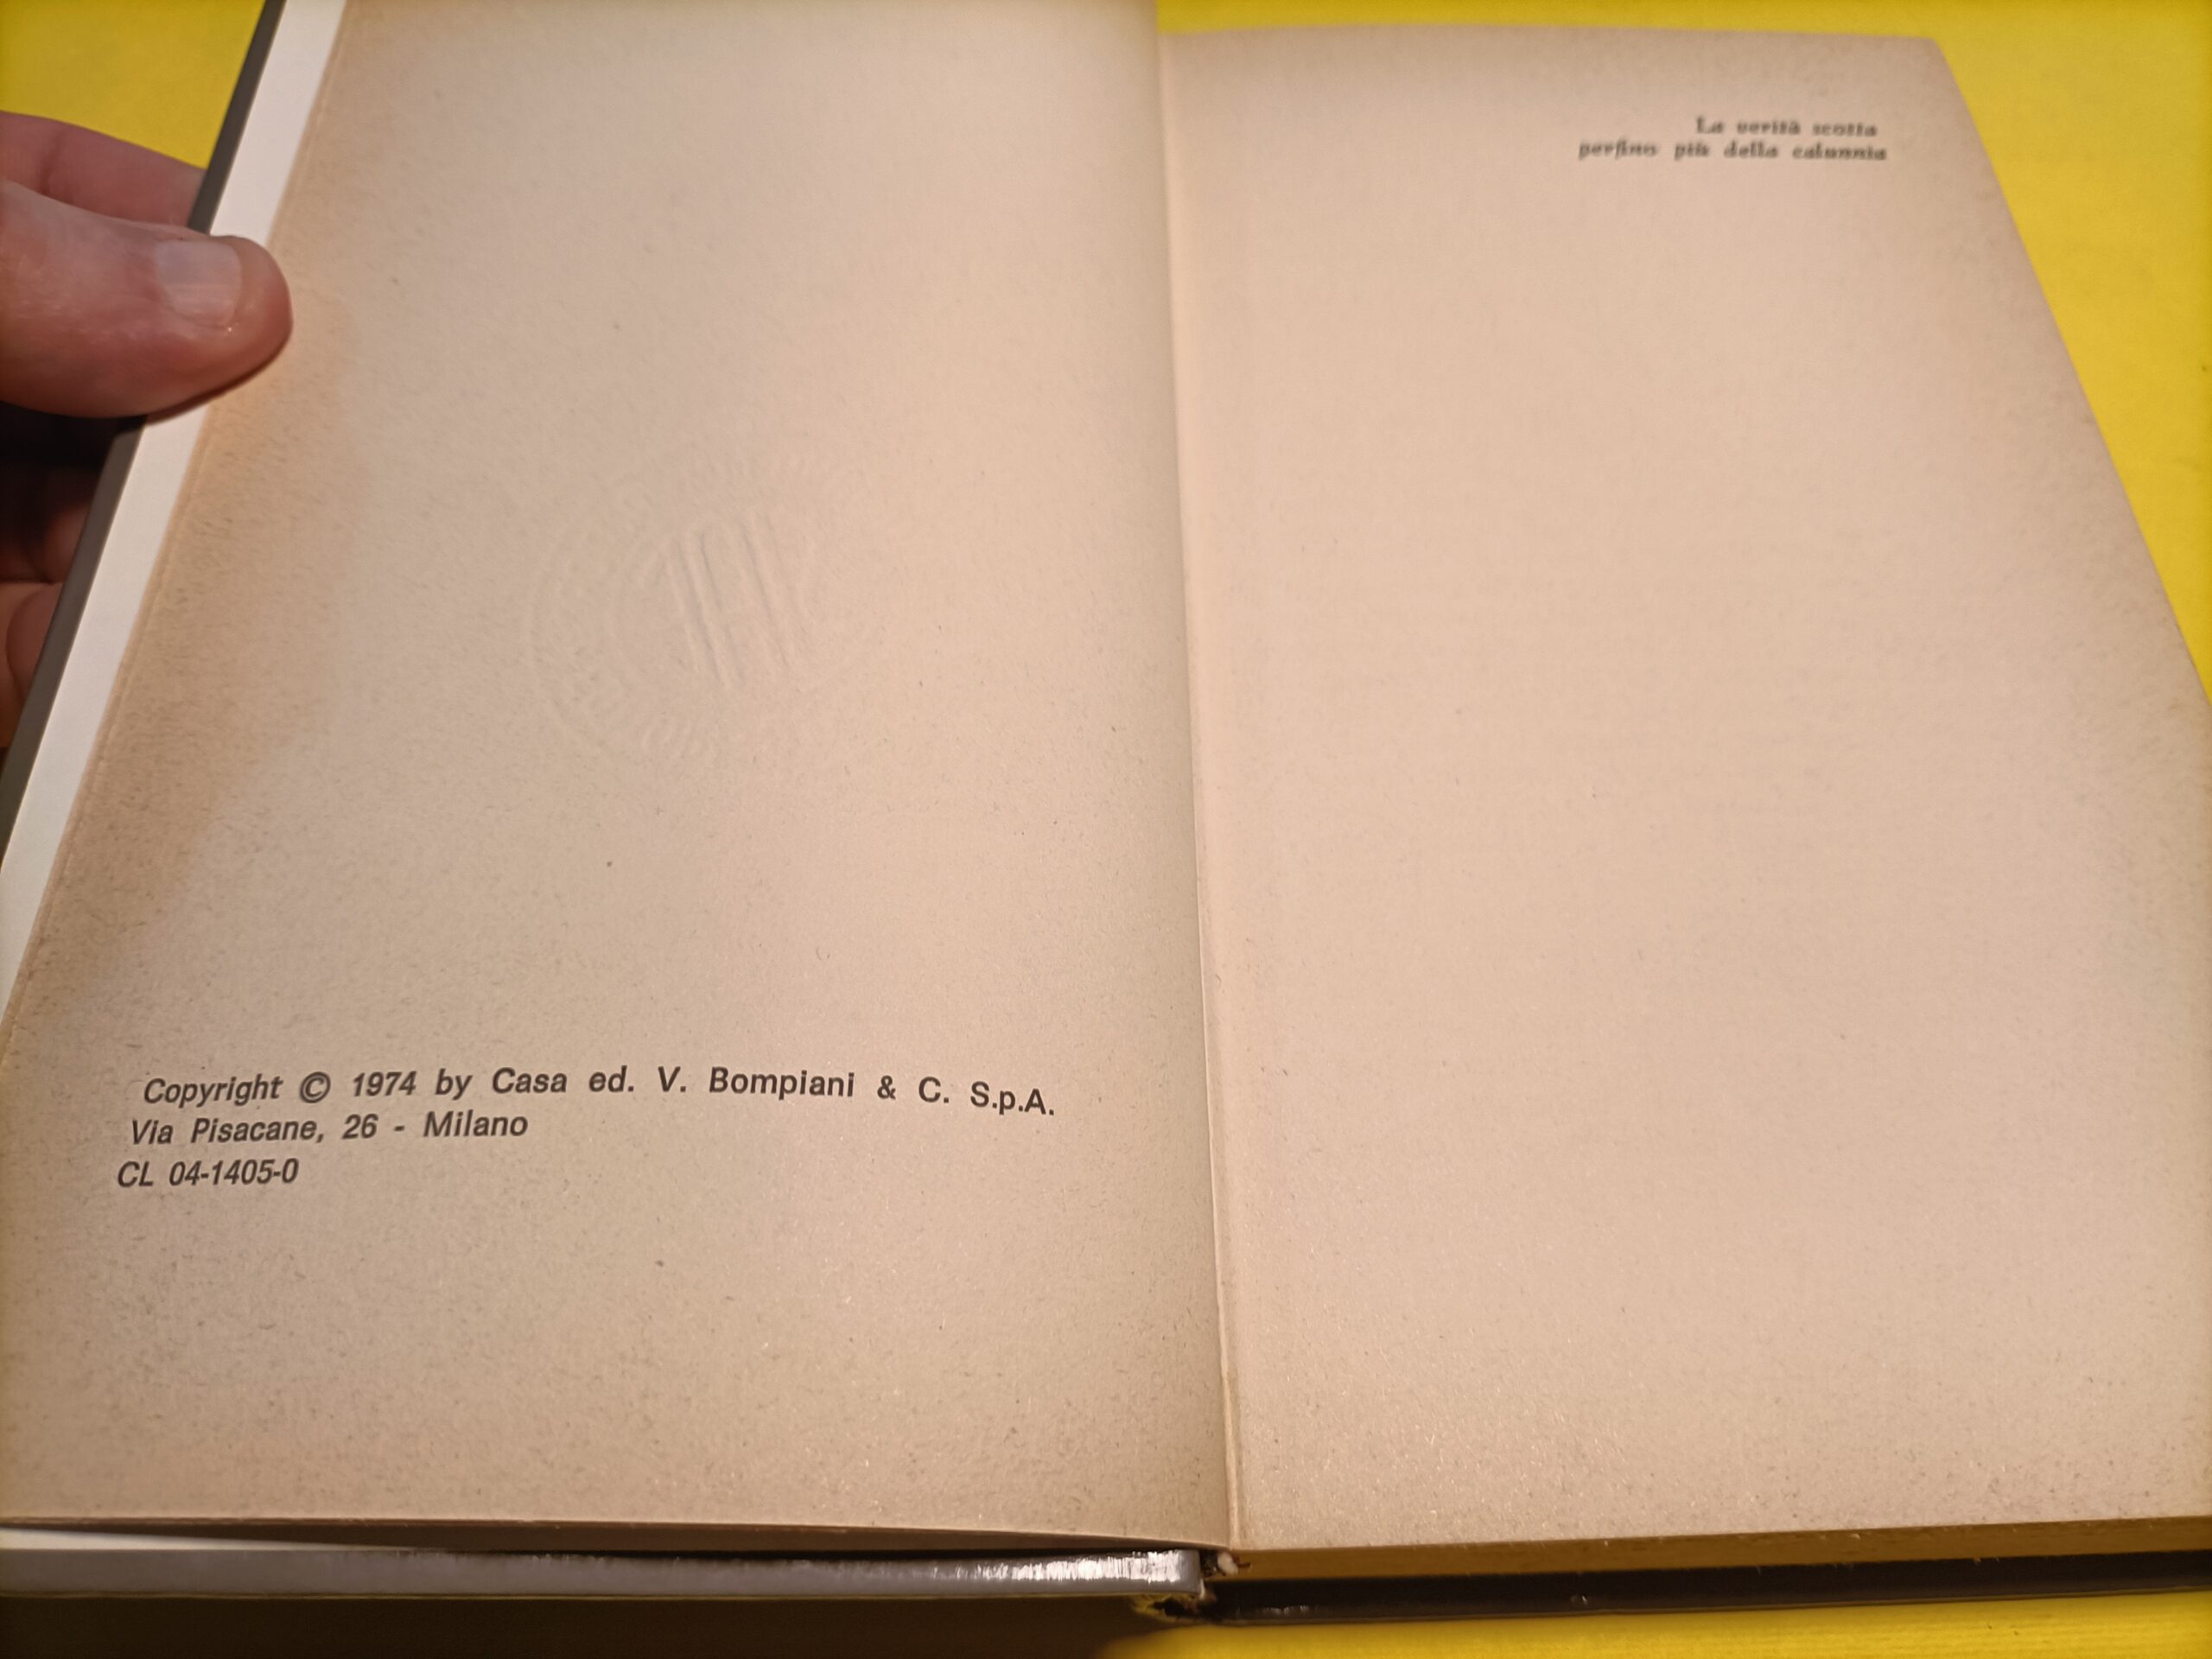 Copyright © 1974 by Casa ed. V. Bompiani & C. S.p.A.
Via Pisacane, 26 - Milano
CL 04-1405-0
La verità scotta
perfino più della calunnia